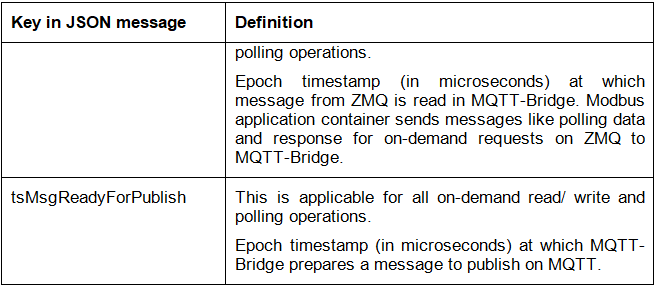 Key in JSON message Definition
polling operations.
Epoch timestamp (in microseconds) at which
message from ZMQ is read in MQTT-Bridge. Modbus
application container sends messages like polling data
and response for on-demand requests on ZMQ to
MQTT-Bridge.
tsMsgReadyForPublish This is applicable for all on-demand read/ write and
polling operations.
Epoch timestamp (in microseconds) at which MQTT-
Bridge prepares a message to publish on MQTT.